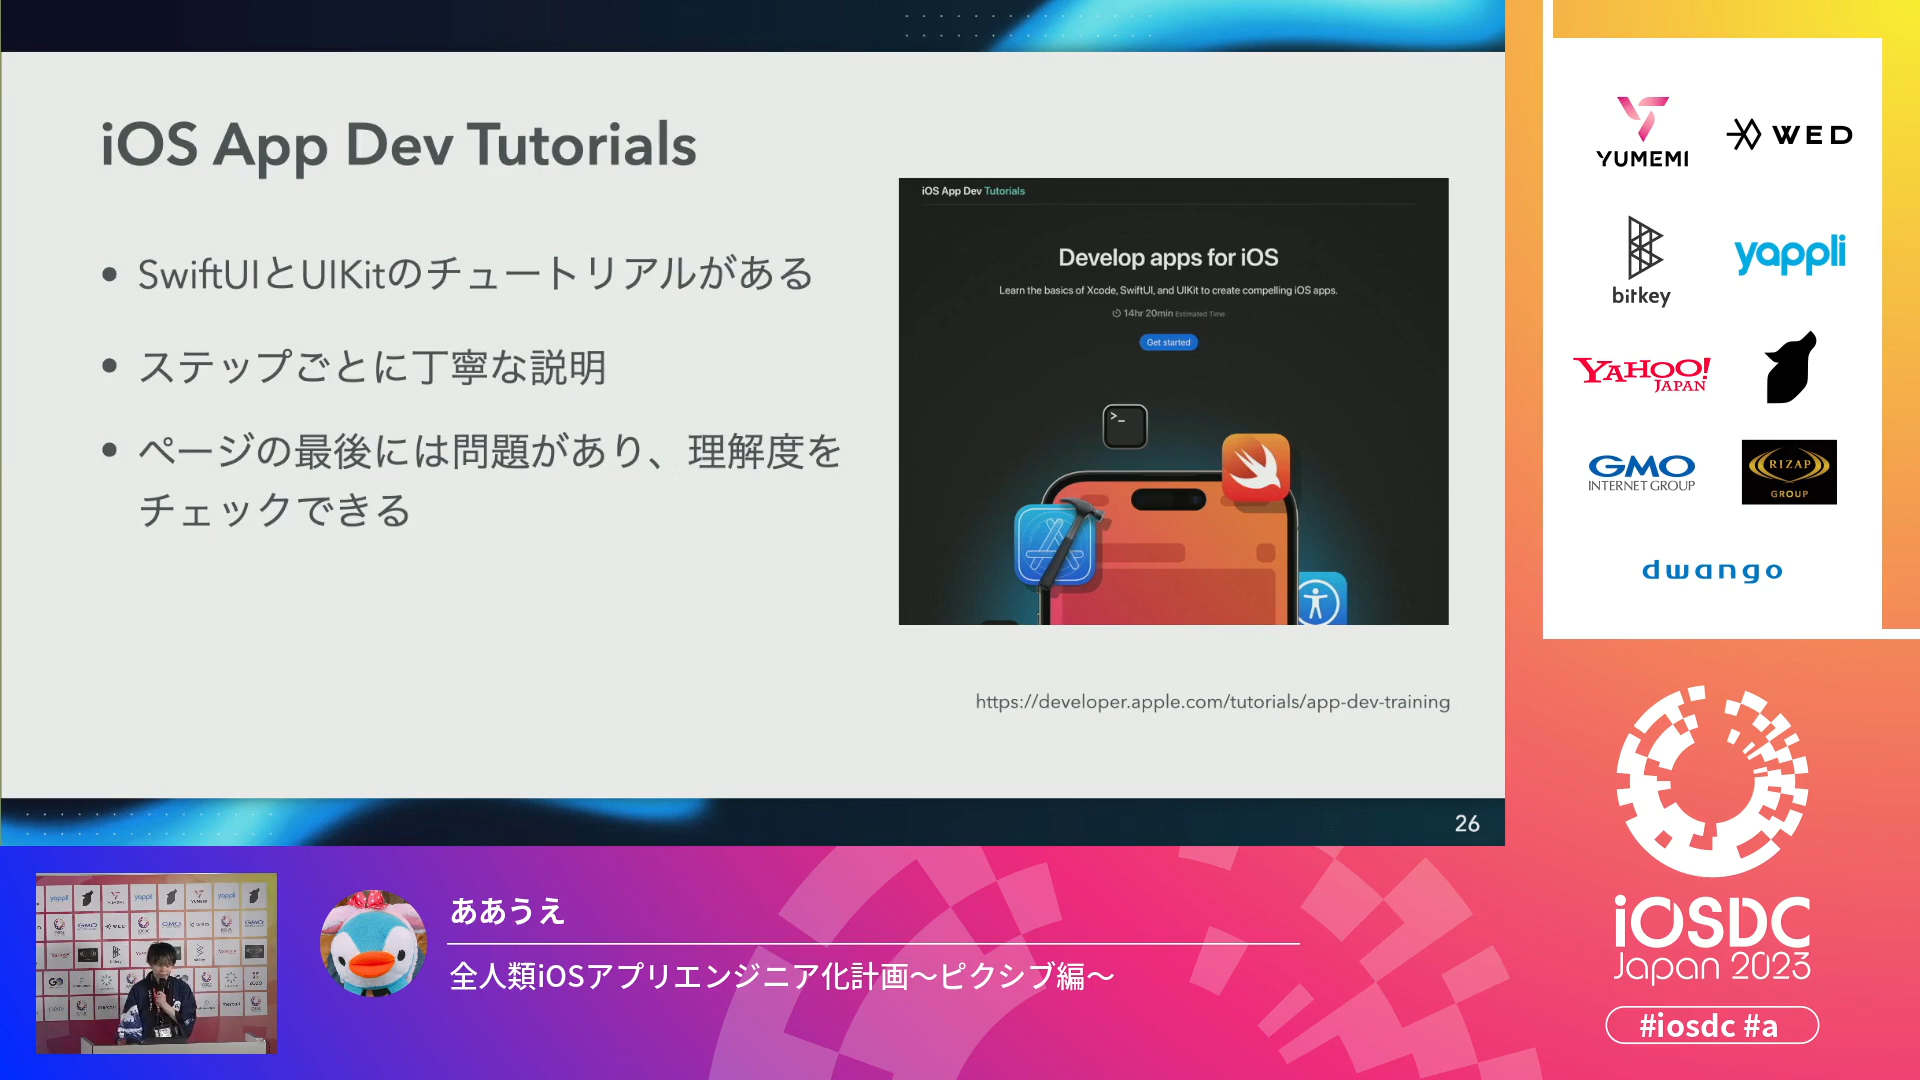 iOS App Dev Tutorials
• SwiftUIとUIKitのチュートリアルがある
• ステップごとに丁寧な説明
• ページの最後には問題があり、理解度を
チェックできる
iOS App Dev Tutorials
Develop apps for iOS
Learn the basics of Xcode, SwiftUI, and UIKit to create compelling iOS apps.
14hr 20min Estimated Time
Get started
>_
https://developer.apple.com/tutorials/app-dev-training
26
YUMEMI
WED
bitkey
yappli
YAHOO!
JAPAN
GMO
INTERNET GROUP
RIZAP
GROUP
dwango
iOSDC
Japan 2023
#iosdc #a
ああうえ
全人類iOSアプリエンジニア化計画〜ピクシブ編〜